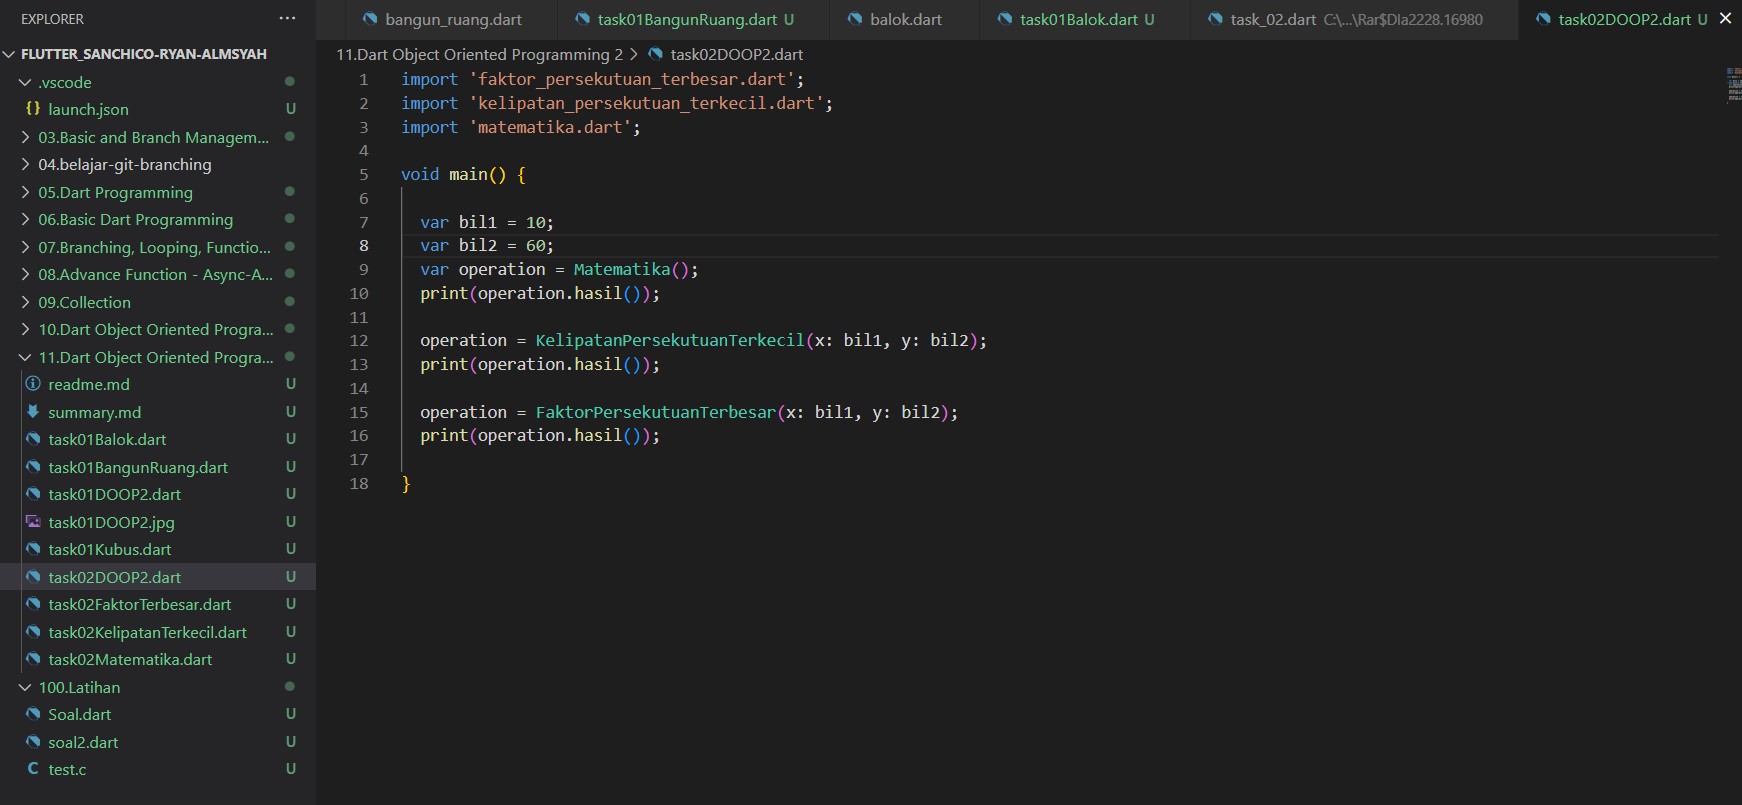 EXPLORER ...
FLUTTER_SANCHICO-RYAN-ALMSYAH
.vscode
{} launch.json U
03.Basic and Branch Managem...
04.belajar-git-branching
05.Dart Programming
06.Basic Dart Programming
07.Branching, Looping, Functio...
08.Advance Function - Async-A...
09.Collection
10.Dart Object Oriented Progra...
11.Dart Object Oriented Progra...
readme.md U
summary.md U
task01Balok.dart U
task01BangunRuang.dart U
task01DOOP2.dart U
task01DOOP2.jpg U
task01Kubus.dart U
task02DOOP2.dart U
task02FaktorTerbesar.dart U
task02KelipatanTerkecil.dart U
task02Matematika.dart U
100.Latihan
Soal.dart U
soal2.dart U
C test.c U
bangun_ruang.dart task01BangunRuang.dart U balok.dart task01Balok.dart U task_02.dart C:\...\Rar$DIa2228.16980 task02DOOP2.dart U
11.Dart Object Oriented Programming 2 > task02DOOP2.dart
1 import 'faktor_persekutuan_terbesar.dart';
2 import 'kelipatan_persekutuan_terkecil.dart';
3 import 'matematika.dart';
4
5 void main() {
6
7 var bil1 = 10;
8 var bil2 = 60;
9 var operation = Matematika();
10 print(operation.hasil());
11
12 operation = KelipatanPersekutuanTerkecil(x: bil1, y: bil2);
13 print(operation.hasil());
14
15 operation = FaktorPersekutuanTerbesar(x: bil1, y: bil2);
16 print(operation.hasil());
17
18 }